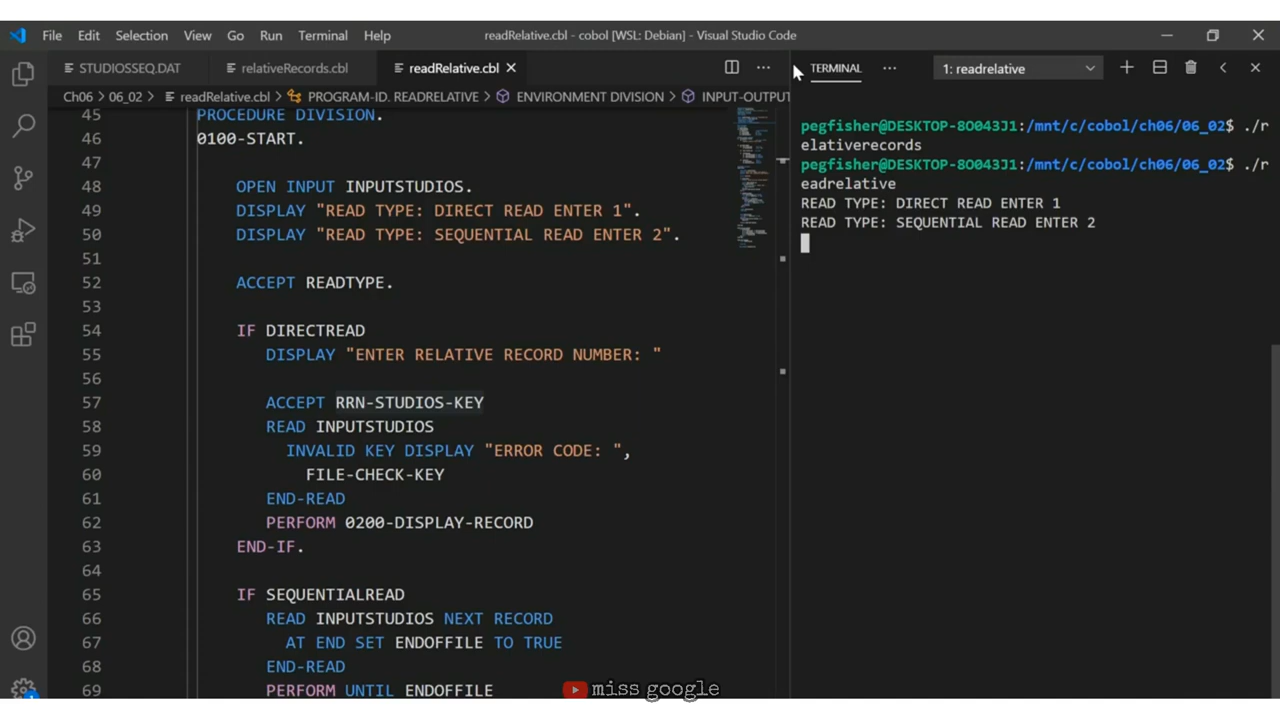 File Edit Selection View Go Run Terminal Help readRelative.cbl - cobol [WSL: Debian] - Visual Studio Code
STUDIOSSEQ.DAT relativeRecords.cbl readRelative.cbl
Ch06 > 06_02 > readRelative.cbl > PROGRAM-ID. READRELATIVE > ENVIRONMENT DIVISION > INPUT-OUTPUT
45 PROCEDURE DIVISION.
46 0100-START.
47
48 OPEN INPUT INPUTSTUDIOS.
49 DISPLAY "READ TYPE: DIRECT READ ENTER 1".
50 DISPLAY "READ TYPE: SEQUENTIAL READ ENTER 2".
51
52 ACCEPT READTYPE.
53
54 IF DIRECTREAD
55 DISPLAY "ENTER RELATIVE RECORD NUMBER: "
56
57 ACCEPT RRN-STUDIOS-KEY
58 READ INPUTSTUDIOS
59 INVALID KEY DISPLAY "ERROR CODE: ",
60 FILE-CHECK-KEY
61 END-READ
62 PERFORM 0200-DISPLAY-RECORD
63 END-IF.
64
65 IF SEQUENTIALREAD
66 READ INPUTSTUDIOS NEXT RECORD
67 AT END SET ENDOFFILE TO TRUE
68 END-READ
69 PERFORM UNTIL ENDOFFILE
TERMINAL 1: readrelative
pegfisher@DESKTOP-8O043J1:/mnt/c/cobol/ch06/06_02$ ./r
elativerecords
pegfisher@DESKTOP-8O043J1:/mnt/c/cobol/ch06/06_02$ ./r
eadrelative
READ TYPE: DIRECT READ ENTER 1
READ TYPE: SEQUENTIAL READ ENTER 2
miss google